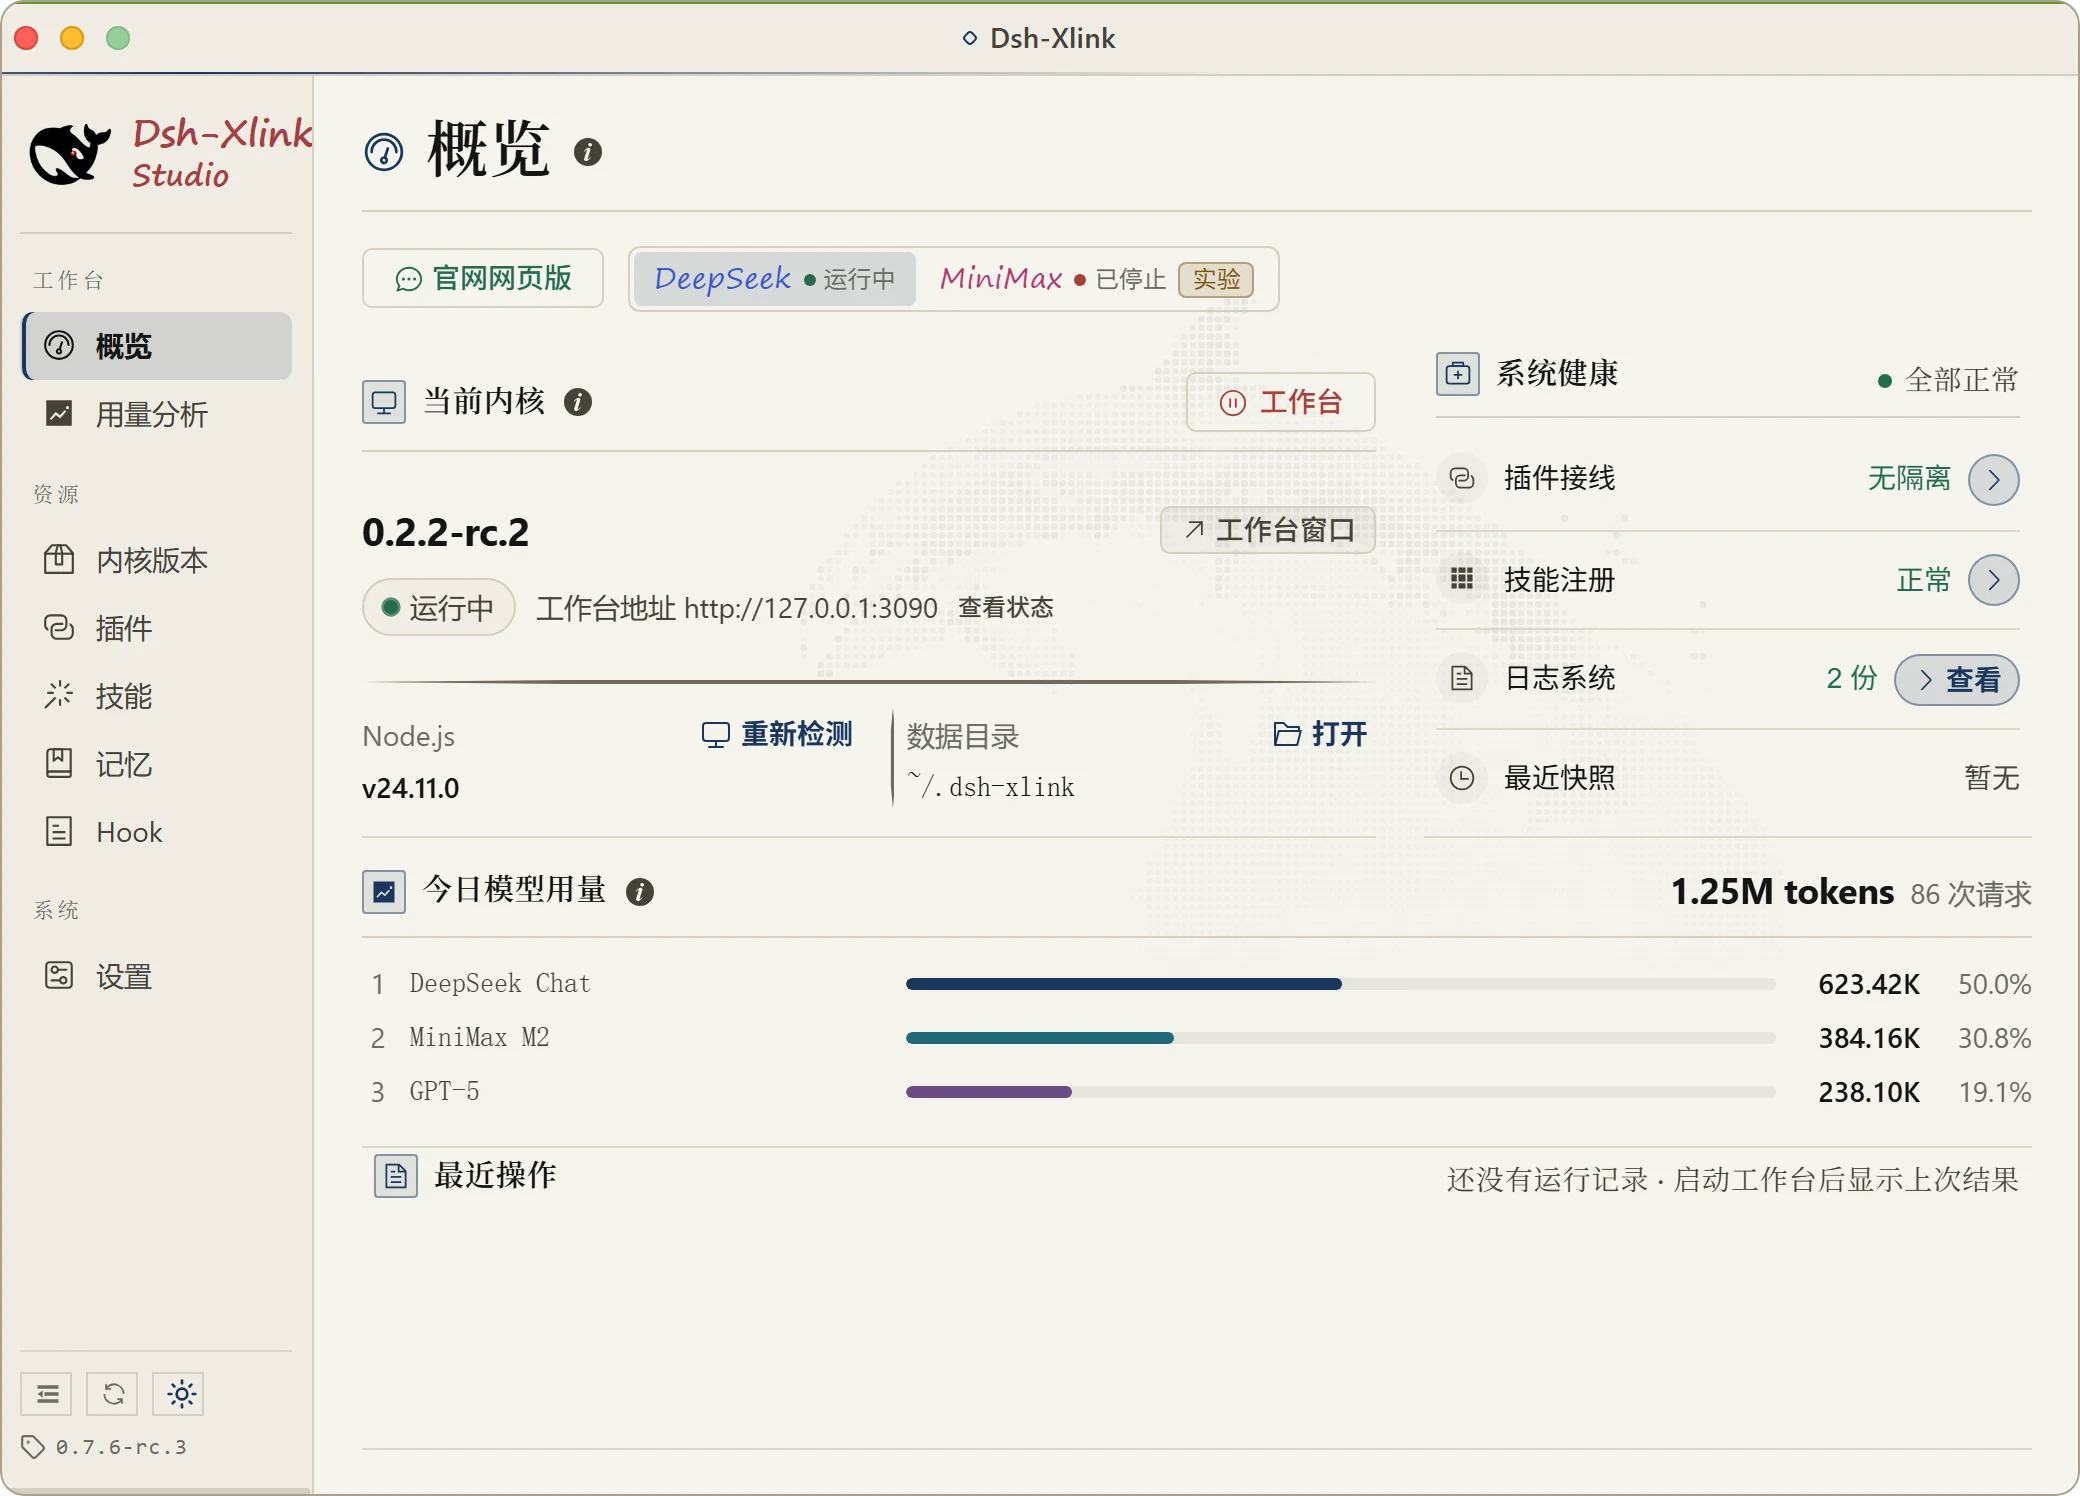 Dsh-Xlink
Dsh-Xlink
Studio
工作台
概览
用量分析
资源
内核版本
插件
技能
记忆
Hook
系统
设置
0.7.6-rc.3
概览
官网网页版
DeepSeek 运行中 MiniMax 已停止 实验
当前内核
工作台
0.2.2-rc.2
工作台窗口
运行中 工作台地址 http://127.0.0.1:3090 查看状态
Node.js 重新检测
v24.11.0
数据目录 打开
~/.dsh-xlink
系统健康 全部正常
插件接线 无隔离
技能注册 正常
日志系统 2 份 查看
最近快照 暂无
今日模型用量 1.25M tokens 86 次请求
1 DeepSeek Chat 623.42K 50.0%
2 MiniMax M2 384.16K 30.8%
3 GPT-5 238.10K 19.1%
最近操作 还没有运行记录 · 启动工作台后显示上次结果